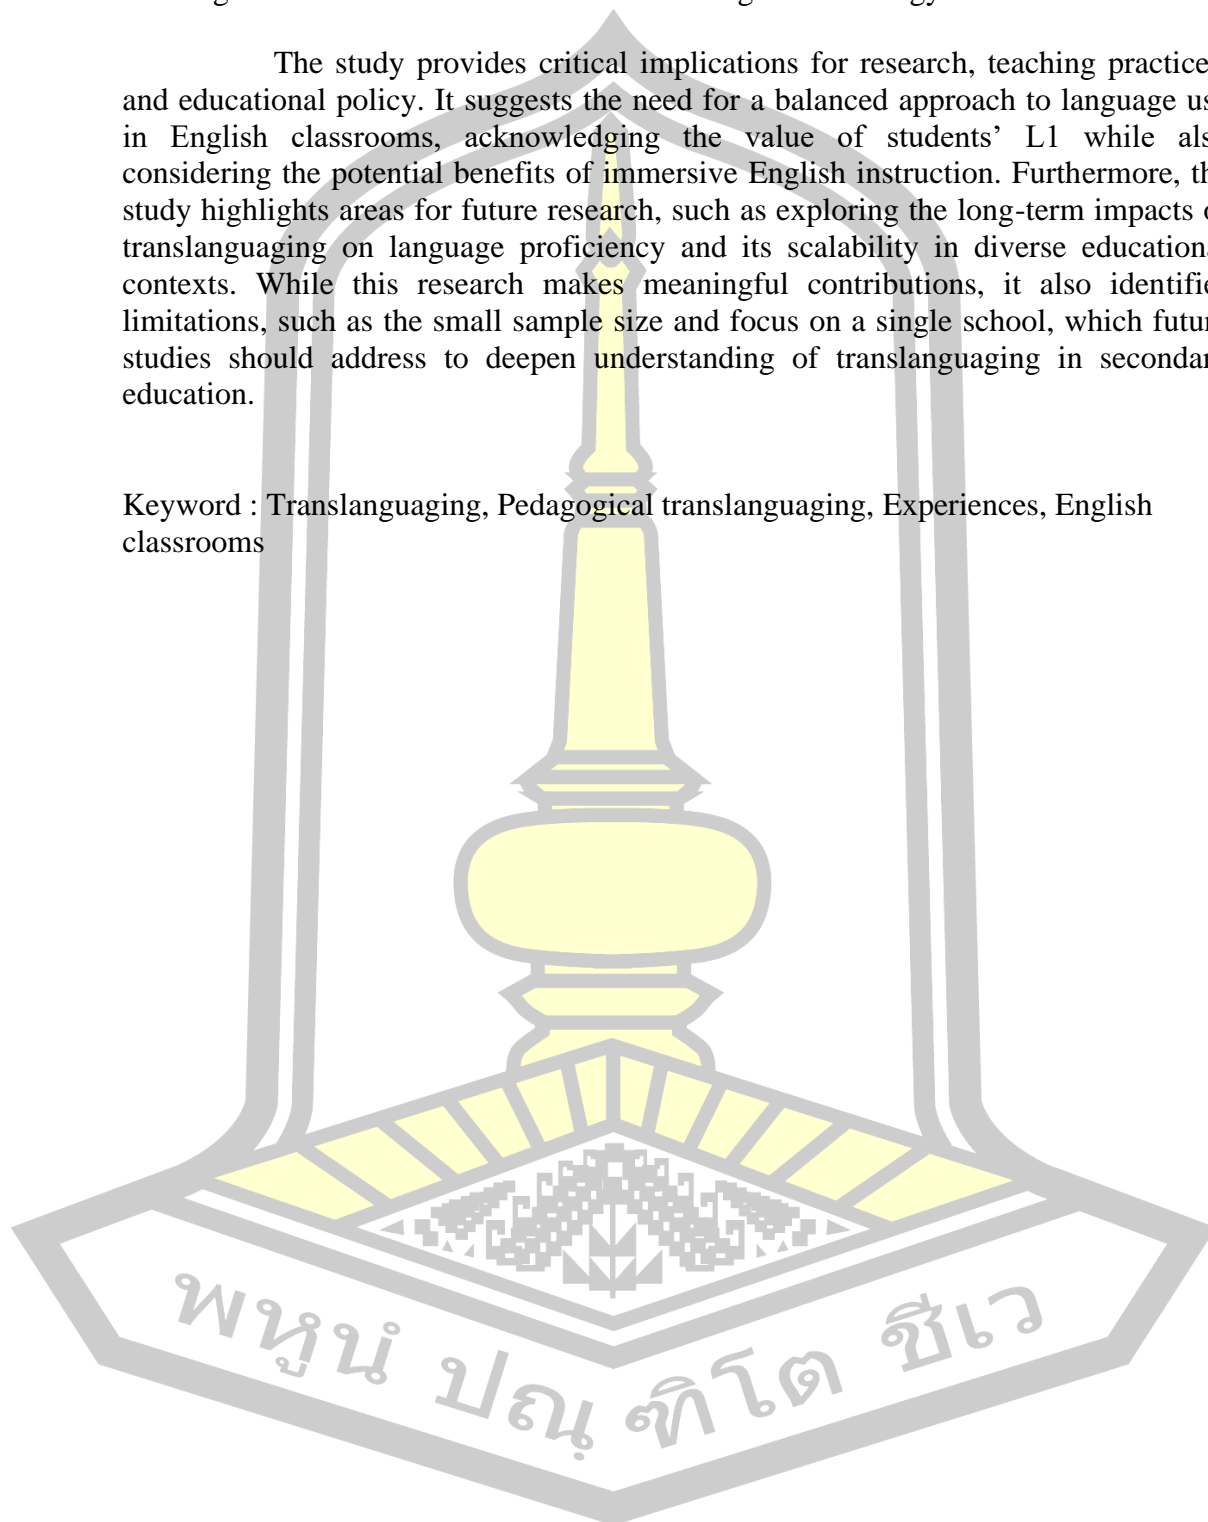 The study provides critical implications for research, teaching practice
and educational policy. It suggests the need for a balanced approach to language us
in English classrooms, acknowledging the value of students’ L1 while als
considering the potential benefits of immersive English instruction. Furthermore, th
study highlights areas for future research, such as exploring the long-term impacts o
translanguaging on language proficiency and its scalability in diverse educationa
contexts. While this research makes meaningful contributions, it also identifie
limitations, such as the small sample size and focus on a single school, which futur
studies should address to deepen understanding of translanguaging in secondar
education.
Keyword : Translanguaging, Pedagogical translanguaging, Experiences, English
classrooms
พหูนํ ปณฺฑิโต ชีเว